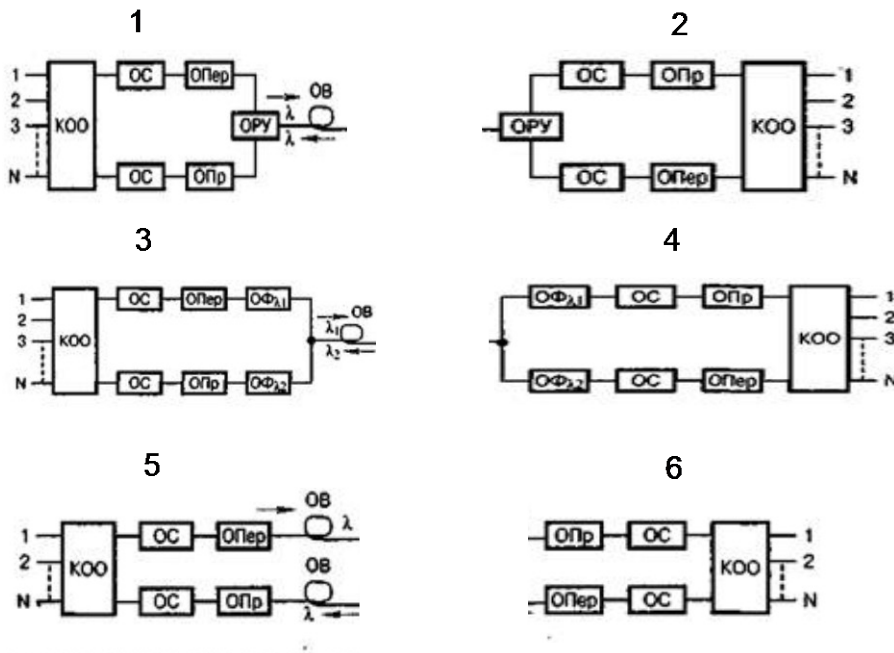 1 2
1 ОС ОПер ОВ ОС ОПр 1
2 λ 2
3 КОО ОРУ λ ОРУ КОО 3
N ОС ОПр ОС ОПер N
3 4
1 ОС ОПер ОФλ1 ОВ ОФλ1 ОС ОПр 1
2 λ1 2
3 КОО λ2 КОО 3
N ОС ОПр ОФλ2 ОФλ2 ОС ОПер N
5 6
ОВ
1 ОС ОПер λ ОПр ОС 1
2 КОО ОВ КОО 2
N ОС ОПр λ ОПер ОС N